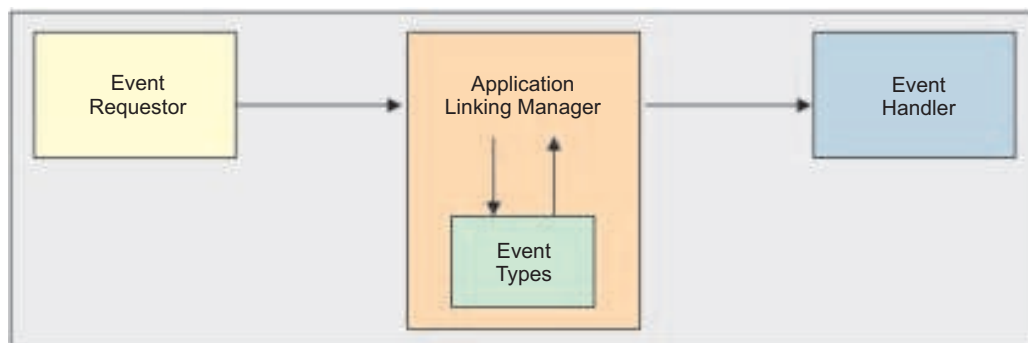 Event
Requestor
Application
Linking Manager
Event
Handler
Event
Types